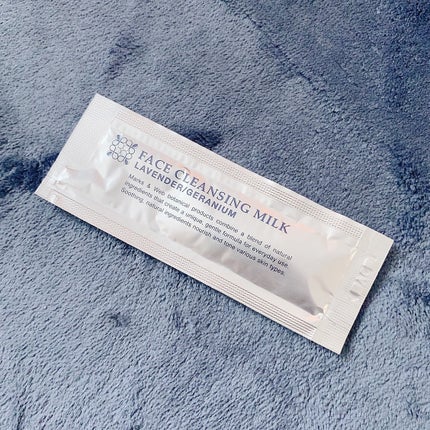 FACE CLEANSING MILK
LAVENDER/GERANIUM
Marks & Web botanical products combine a blend of natural
ingredients that create a unique, gentle formula for everyday use.
Soothing, natural ingredients nourish and tone various skin types.